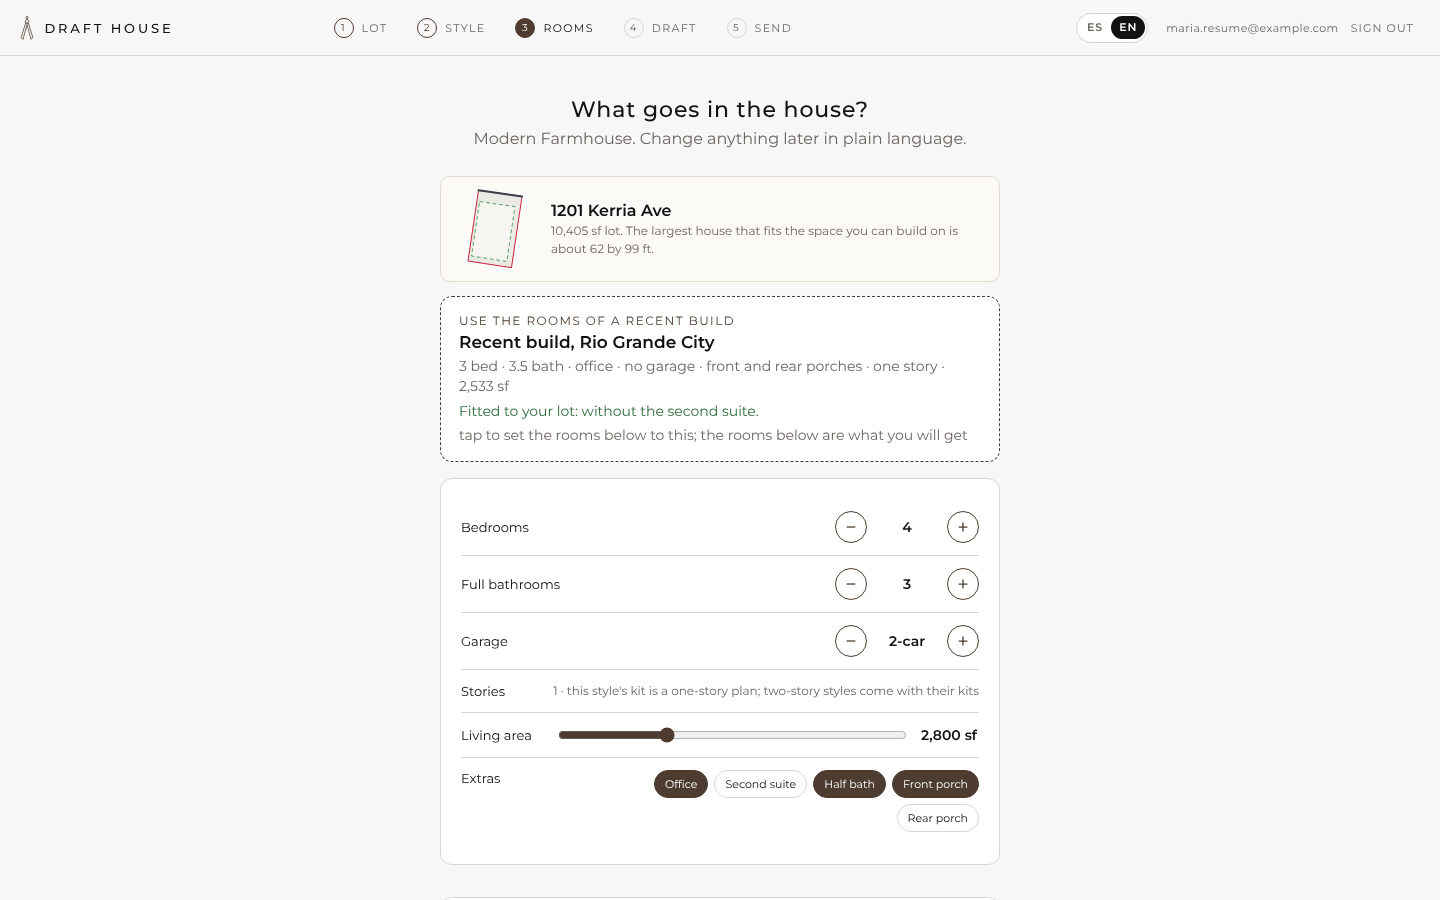 DRAFT HOUSE
1 LOT
2 STYLE
3 ROOMS
4 DRAFT
5 SEND
ES EN
maria.resume@example.com
SIGN OUT
What goes in the house?
Modern Farmhouse. Change anything later in plain language.
1201 Kerria Ave
10,405 sf lot. The largest house that fits the space you can build on is
about 62 by 99 ft.
USE THE ROOMS OF A RECENT BUILD
Recent build, Rio Grande City
3 bed · 3.5 bath · office · no garage · front and rear porches · one story ·
2,533 sf
Fitted to your lot: without the second suite.
tap to set the rooms below to this; the rooms below are what you will get
Bedrooms − 4 +
Full bathrooms − 3 +
Garage − 2-car +
Stories 1 · this style's kit is a one-story plan; two-story styles come with their kits
Living area 2,800 sf
Extras Office Second suite Half bath Front porch
Rear porch